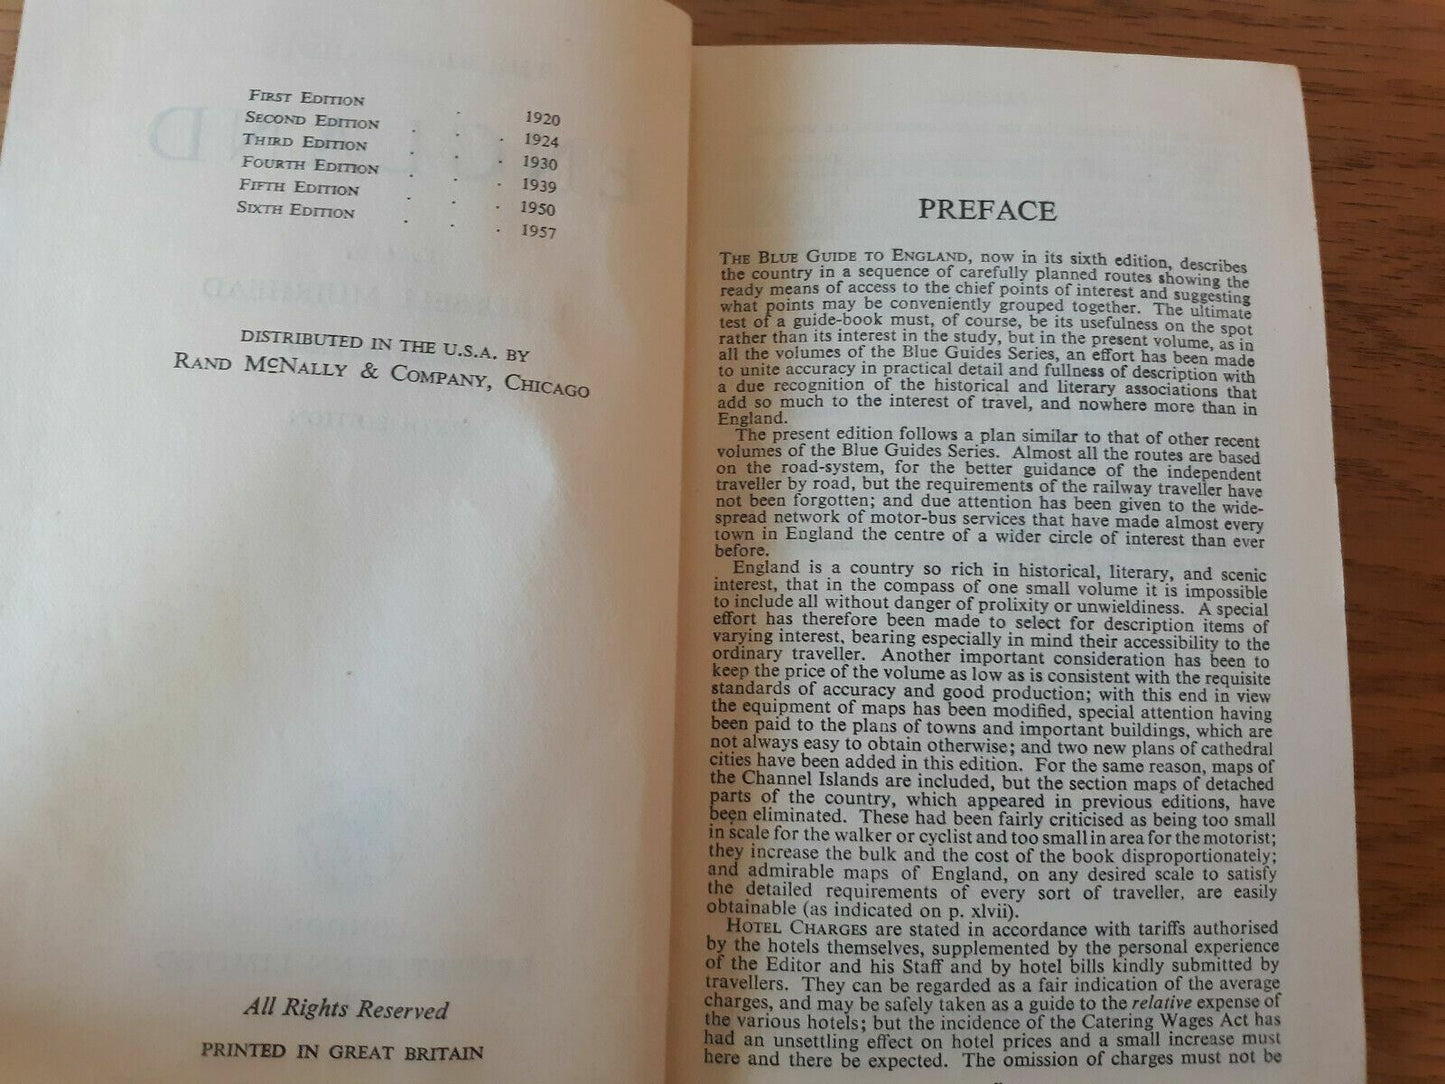 FIRST EDITION . 1920
SECOND EDITION . . . 1924
THIRD EDITION . . . 1930
FOURTH EDITION . . . 1939
FIFTH EDITION . . . 1950
SIXTH EDITION . . . 1957
DISTRIBUTED IN THE U.S.A. BY
RAND MCNALLY & COMPANY, CHICAGO
All Rights Reserved
PRINTED IN GREAT BRITAIN
PREFACE
THE BLUE GUIDE TO ENGLAND, now in its sixth edition, describes
the country in a sequence of carefully planned routes showing the
ready means of access to the chief points of interest and suggesting
what points may be conveniently grouped together. The ultimate
test of a guide-book must, of course, be its usefulness on the spot
rather than its interest in the study, but in the present volume, as in
all the volumes of the Blue Guides Series, an effort has been made
to unite accuracy in practical detail and fullness of description with
a due recognition of the historical and literary associations that
add so much to the interest of travel, and nowhere more than in
England.
The present edition follows a plan similar to that of other recent
volumes of the Blue Guides Series. Almost all the routes are based
on the road-system, for the better guidance of the independent
traveller by road, but the requirements of the railway traveller have
not been forgotten; and due attention has been given to the wide-
spread network of motor-bus services that have made almost every
town in England the centre of a wider circle of interest than ever
before.
England is a country so rich in historical, literary, and scenic
interest, that in the compass of one small volume it is impossible
to include all without danger of prolixity or unwieldiness. A special
effort has therefore been made to select for description items of
varying interest, bearing especially in mind their accessibility to the
ordinary traveller. Another important consideration has been to
keep the price of the volume as low as is consistent with the requisite
standards of accuracy and good production; with this end in view
the equipment of maps has been modified, special attention having
been paid to the plans of towns and important buildings, which are
not always easy to obtain otherwise; and two new plans of cathedral
cities have been added in this edition. For the same reason, maps of
the Channel Islands are included, but the section maps of detached
parts of the country, which appeared in previous editions, have
been eliminated. These had been fairly criticised as being too small
in scale for the walker or cyclist and too small in area for the motorist;
they increase the bulk and the cost of the book disproportionately;
and admirable maps of England, on any desired scale to satisfy
the detailed requirements of every sort of traveller, are easily
obtainable (as indicated on p. xlvii).
HOTEL CHARGES are stated in accordance with tariffs authorised
by the hotels themselves, supplemented by the personal experience
of the Editor and his Staff and by hotel bills kindly submitted by
travellers. They can be regarded as a fair indication of the average
charges, and may be safely taken as a guide to the relative expense of
the various hotels; but the incidence of the Catering Wages Act has
had an unsettling effect on hotel prices and a small increase must
here and there be expected. The omission of charges must not be